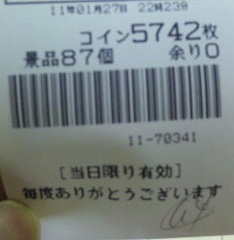 11年01月27日 22時23分
コイン5742枚
景品87個 余り0
11-70341
[当日限り有効]
毎度ありがとうございます